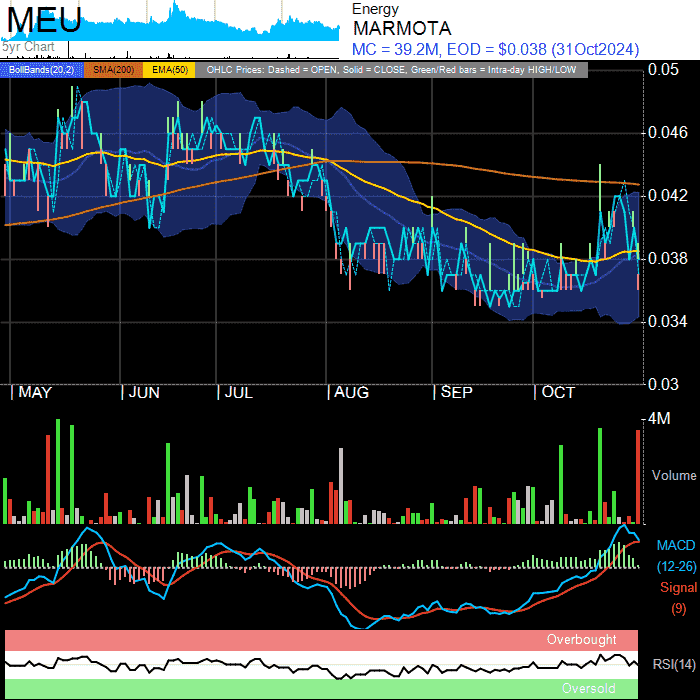 MEU
5yr Chart
Energy
MARMOTA
MC = 39.2M, EOD = $0.038 (31Oct2024)
BollBands(20,2) SMA(200) EMA(50) OHLC Prices: Dashed = OPEN, Solid = CLOSE, Green/Red bars = Intra-day HIGH/LOW
0.05
0.046
0.042
0.038
0.034
0.03
MAY JUN JUL AUG SEP OCT
4M
Volume
MACD
(12-26)
Signal
(9)
Overbought
RSI(14)
Oversold